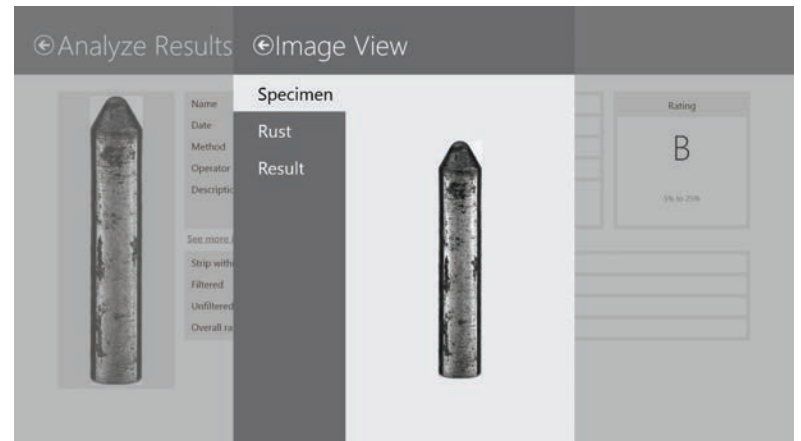 Analyze Results
Image View
Specimen
Rust
Result
Name
Date
Method
Operator
Descriptic
See more
Strip with
Filtered
Unfiltered
Overall ra
Rating
B
5% to 25%